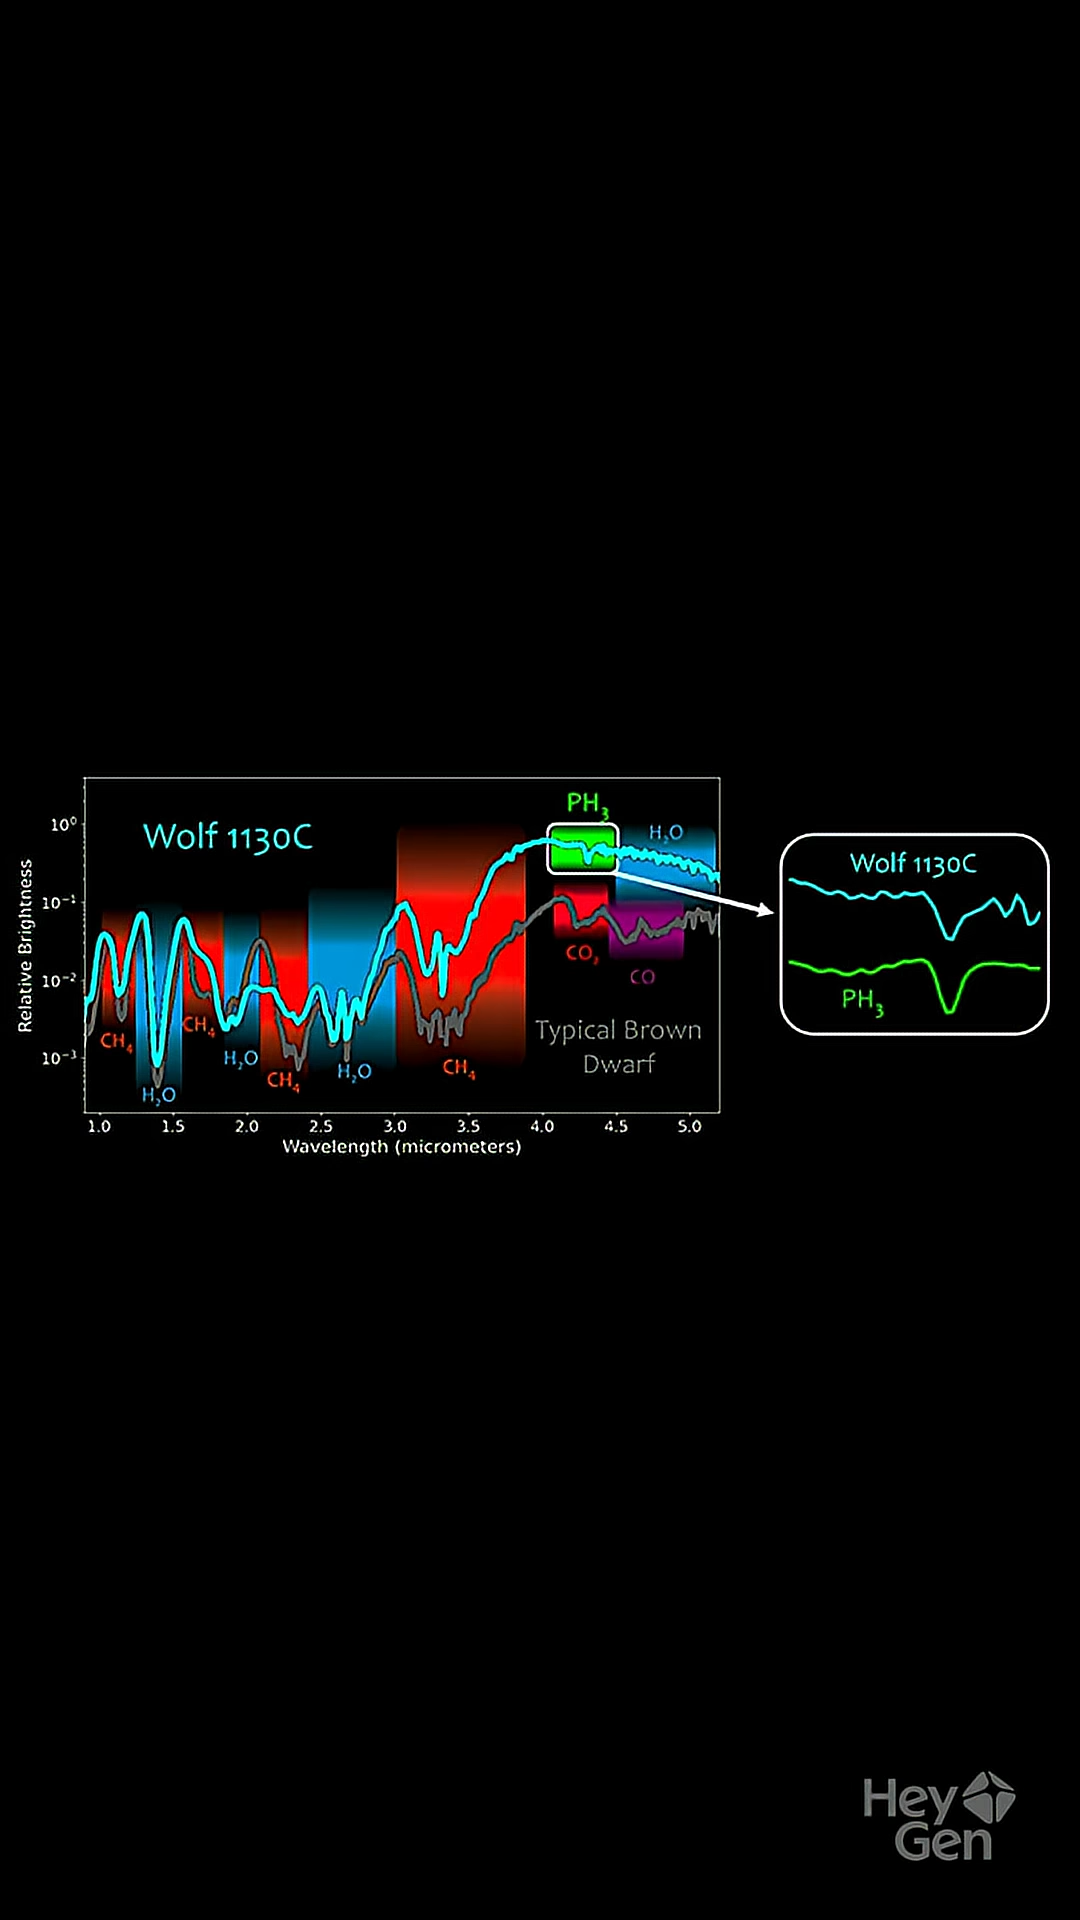 PH₃
Wolf 1130C
H₂O
10⁰
10⁻¹
10⁻²
10⁻³
Relative Brightness
CO₂
CO
CH₄
H₂O
CH₄
H₂O
CH₄
H₂O
CH₄
Typical Brown
Dwarf
1.0 1.5 2.0 2.5 3.0 3.5 4.0 4.5 5.0
Wavelength (micrometers)
Wolf 1130C
PH₃
Hey
Gen